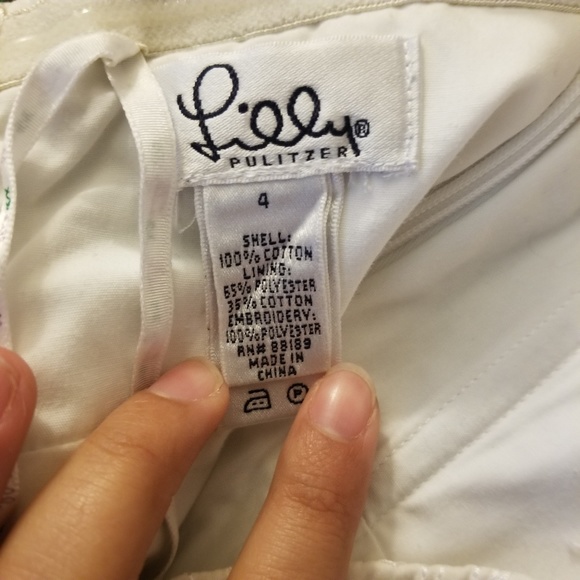 Lilly®
PULITZER
4
SHELL:
100% COTTON
LINING:
65% POLYESTER
35% COTTON
EMBROIDERY:
100% POLYESTER
RN# 88189
MADE IN
CHINA
P